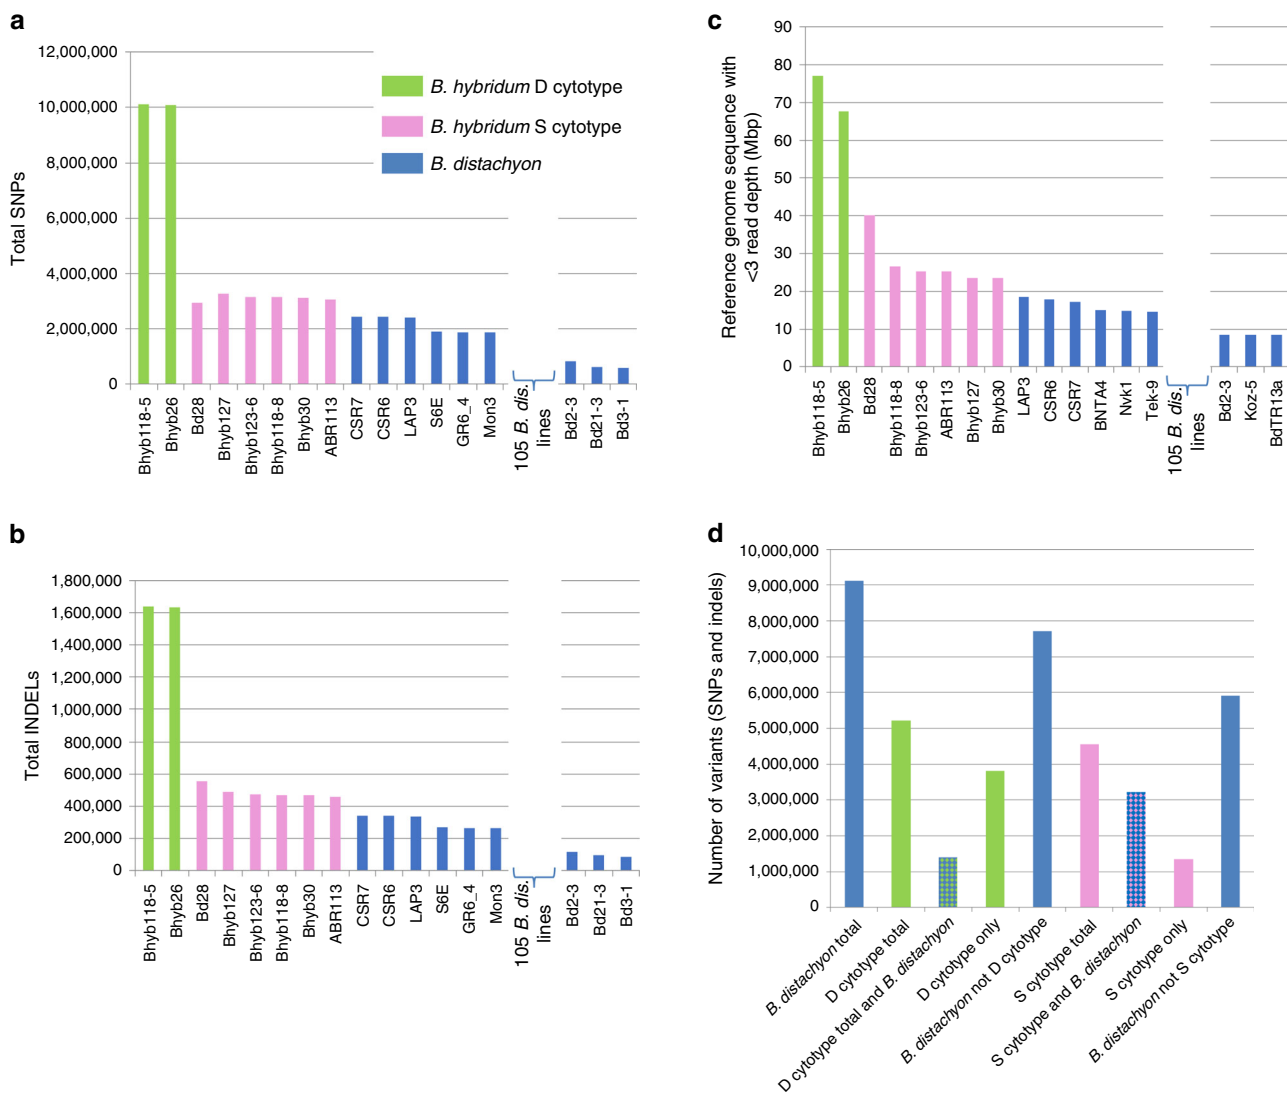 a
Total SNPs
12,000,000
10,000,000
8,000,000
6,000,000
4,000,000
2,000,000
0
B. hybridum D cytotype
B. hybridum S cytotype
B. distachyon
Bhyb118-5
Bhyb26
Bd28
Bhyb127
Bhyb123-6
Bhyb118-8
Bhyb30
ABR113
CSR7
CSR6
LAP3
S6E
GR6_4
Mon3
105 B. dis.
lines
Bd2-3
Bd21-3
Bd3-1
b
Total INDELs
1,800,000
1,600,000
1,400,000
1,200,000
1,000,000
800,000
600,000
400,000
200,000
0
Bhyb118-5
Bhyb26
Bd28
Bhyb127
Bhyb123-6
Bhyb118-8
Bhyb30
ABR113
CSR7
CSR6
LAP3
S6E
GR6_4
Mon3
105 B. dis.
lines
Bd2-3
Bd21-3
Bd3-1
c
Reference genome sequence with
<3 read depth (Mbp)
90
80
70
60
50
40
30
20
10
0
Bhyb118-5
Bhyb26
Bd28
Bhyb118-8
Bhyb123-6
ABR113
Bhyb127
Bhyb30
LAP3
CSR6
CSR7
BNTA4
Nvk1
Tek-9
105 B. dis.
lines
Bd2-3
Koz-5
BdTR13a
d
Number of variants (SNPs and indels)
10,000,000
9,000,000
8,000,000
7,000,000
6,000,000
5,000,000
4,000,000
3,000,000
2,000,000
1,000,000
0
B. distachyon total
D cytotype total
D cytotype total and B. distachyon
D cytotype only
B. distachyon not D cytotype
S cytotype total
S cytotype and B. distachyon
S cytotype only
B. distachyon not S cytotype